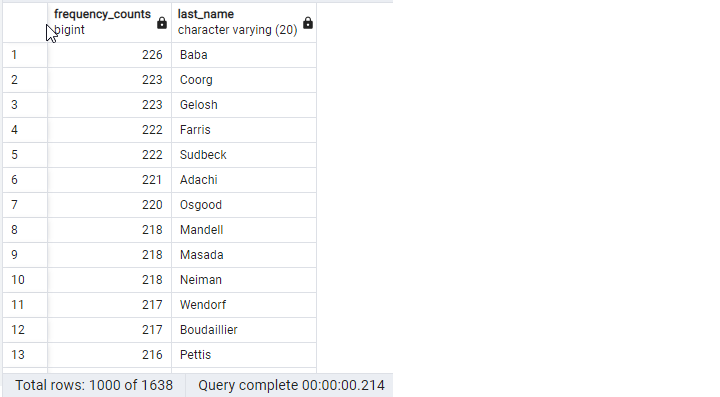 frequency_counts last_name
bigint character varying (20)
1 226 Baba
2 223 Coorg
3 223 Gelosh
4 222 Farris
5 222 Sudbeck
6 221 Adachi
7 220 Osgood
8 218 Mandell
9 218 Masada
10 218 Neiman
11 217 Wendorf
12 217 Boudaillier
13 216 Pettis
Total rows: 1000 of 1638 Query complete 00:00:00.214